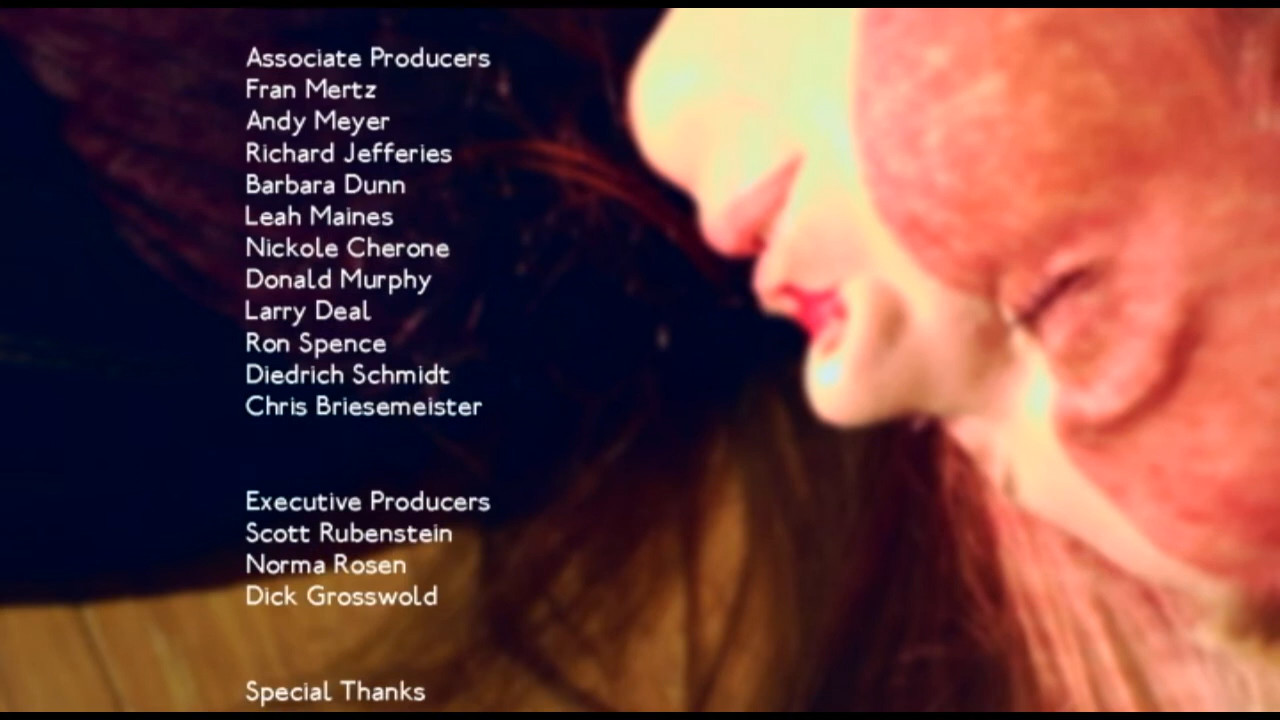 Associate Producers
Fran Mertz
Andy Meyer
Richard Jefferies
Barbara Dunn
Leah Maines
Nickole Cherone
Donald Murphy
Larry Deal
Ron Spence
Diedrich Schmidt
Chris Briesemeister
Executive Producers
Scott Rubenstein
Norma Rosen
Dick Grosswold
Special Thanks